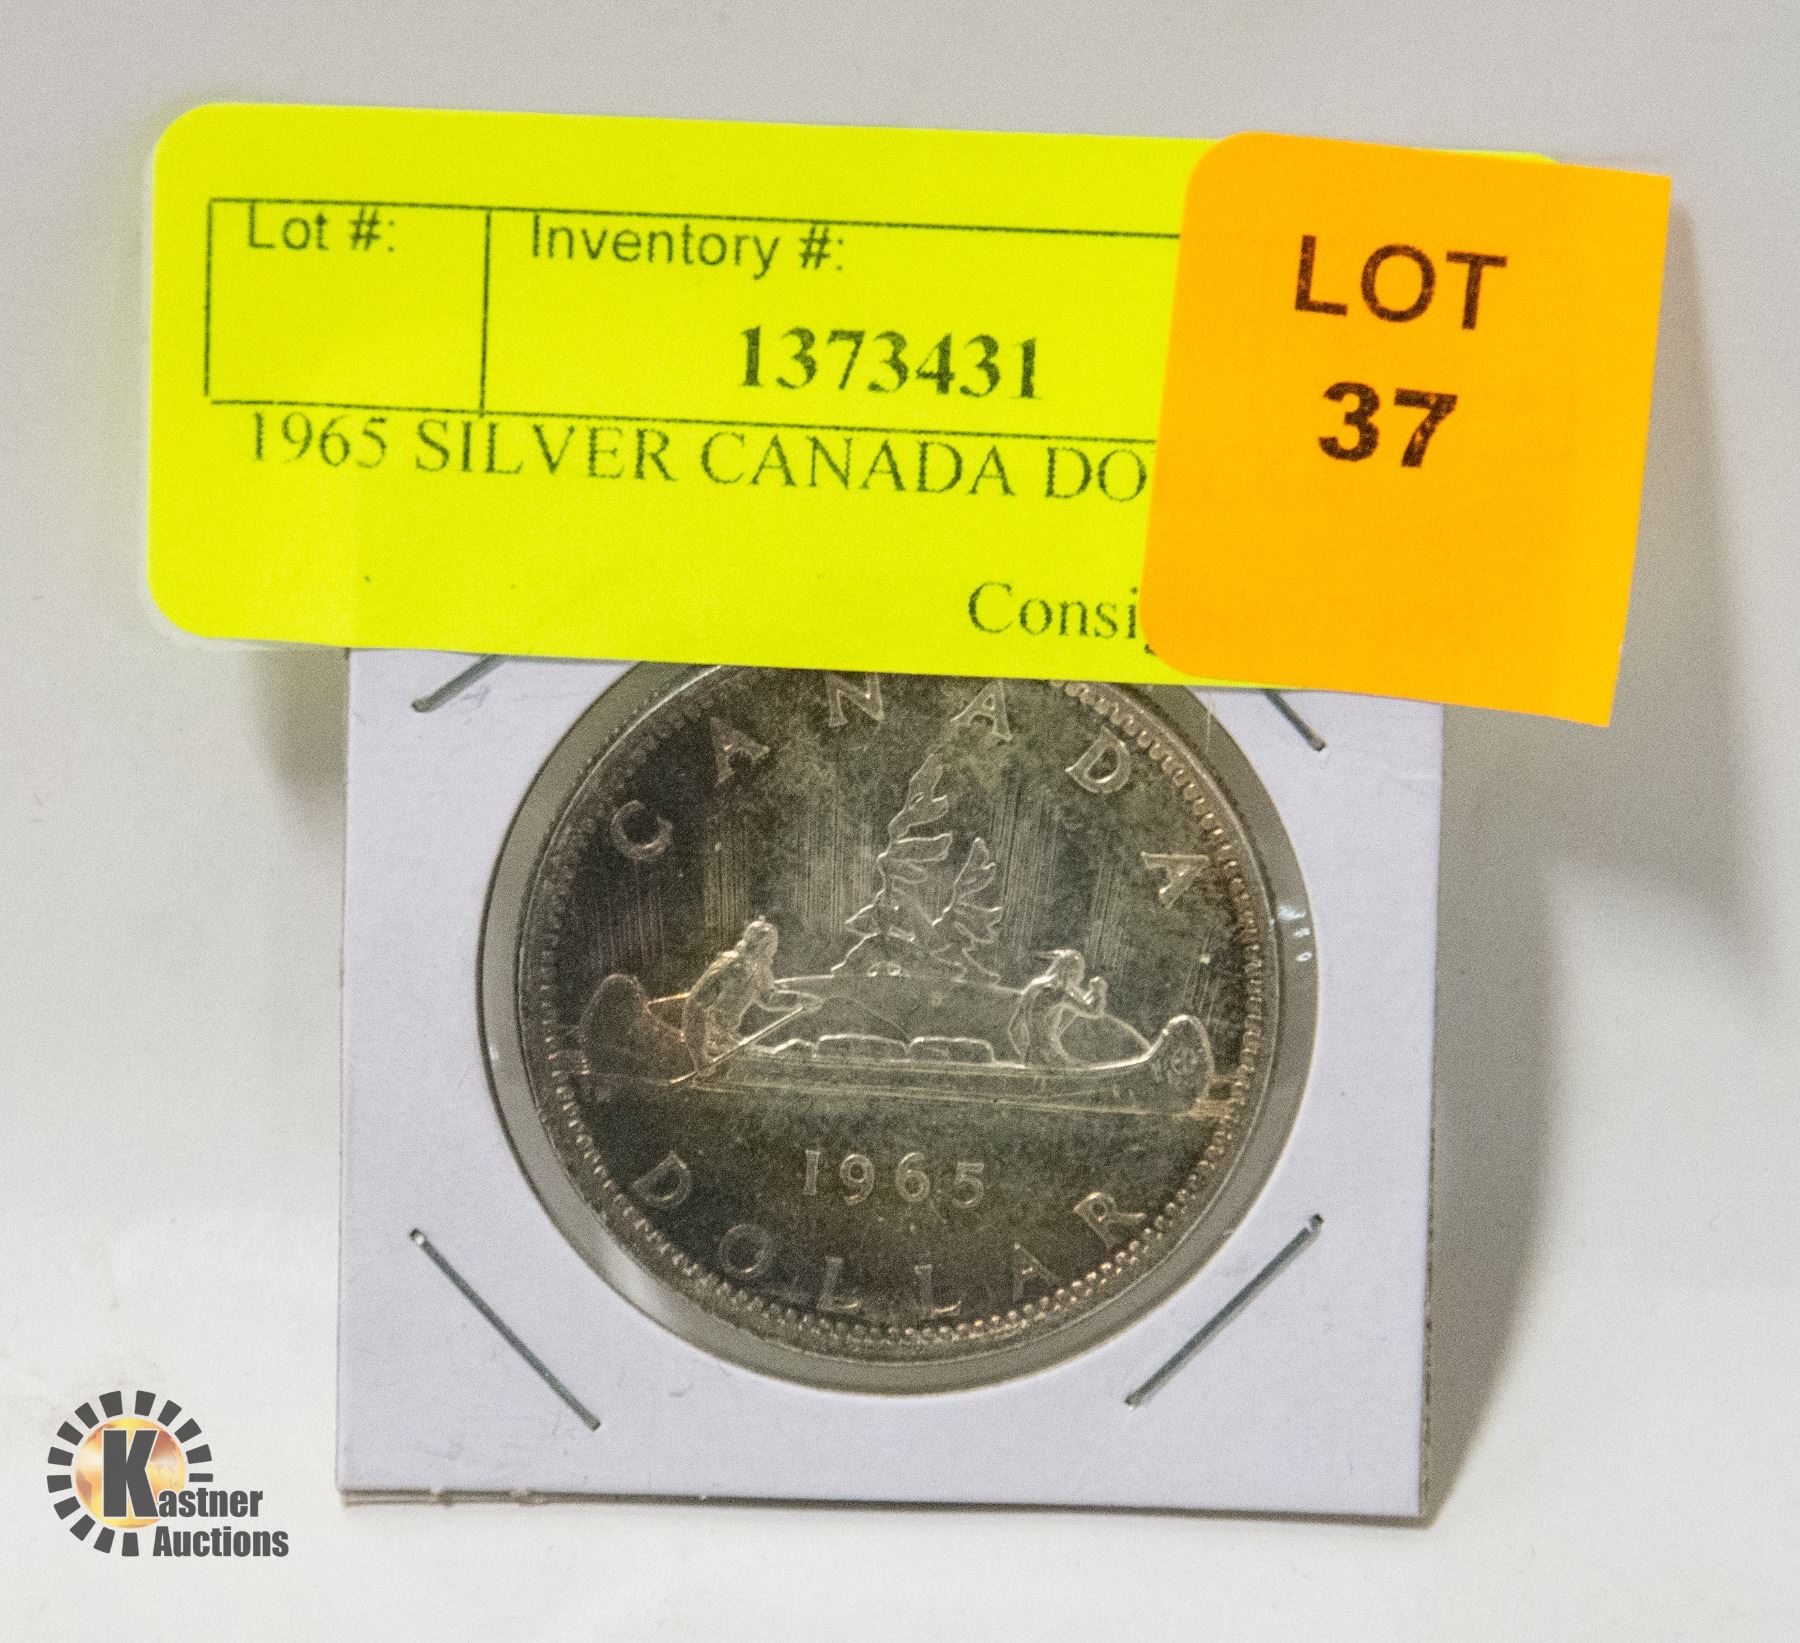 Lot #:
Inventory #:
1373431
1965 SILVER CANADA DO
Consi
LOT
37
CANADA
1965
DOLLAR
Kastner
Auctions